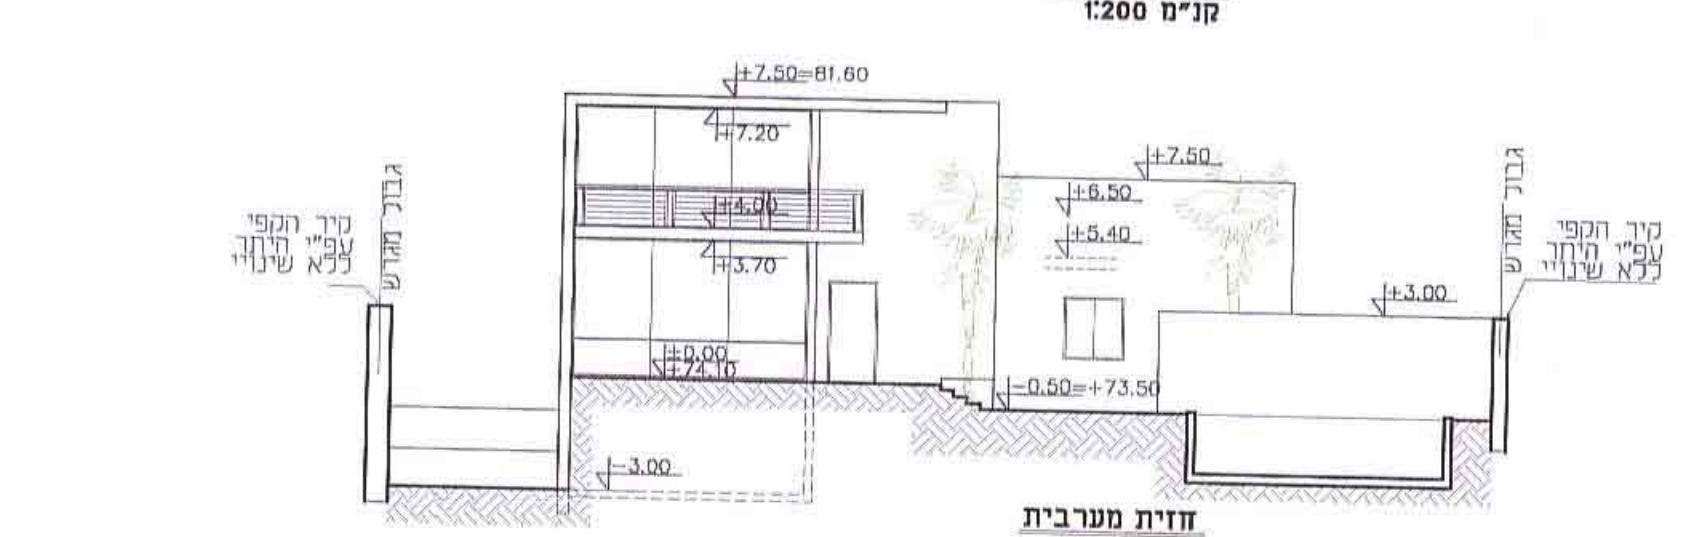 קנ"מ 1:200
+7.50=81.60
+7.20
+7.50
גבול מגרש
גבול מגרש
+6.50
+4.00
קיר הקפי
עפ"י היתר
ללא שינויי
קיר הקפי
עפ"י היתר
ללא שינויי
+5.40
+3.70
+3.00
±0.00
+74.10
-0.50=+73.50
-3.00
חזית מערבית